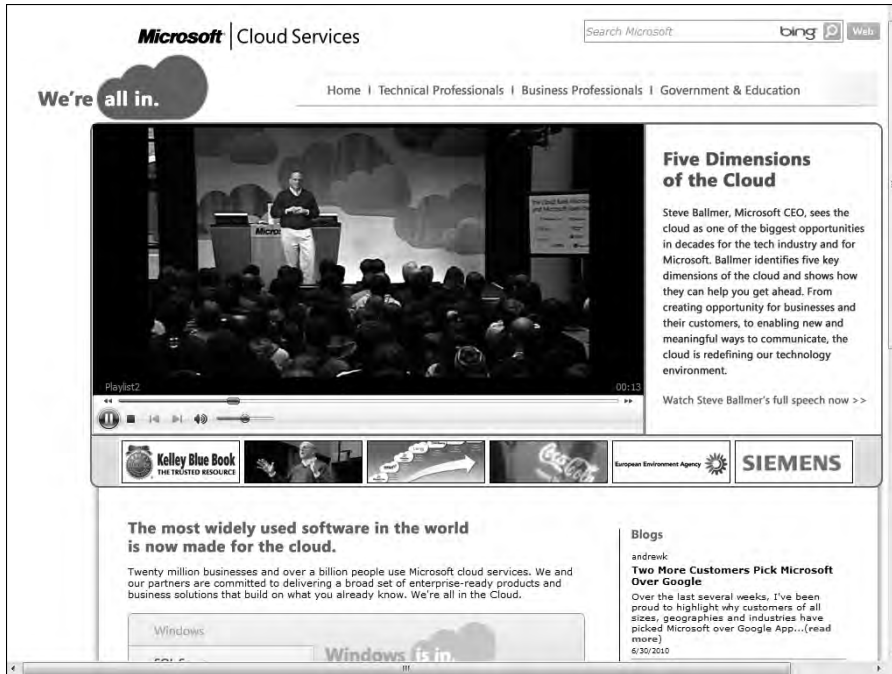 Microsoft | Cloud Services
Search Microsoft
bing
Web
We're all in.
Home | Technical Professionals | Business Professionals | Government & Education
Micros
Playlist2
00:13
Five Dimensions
of the Cloud
Steve Ballmer, Microsoft CEO, sees the
cloud as one of the biggest opportunities
in decades for the tech industry and for
Microsoft. Ballmer identifies five key
dimensions of the cloud and shows how
they can help you get ahead. From
creating opportunity for businesses and
their customers, to enabling new and
meaningful ways to communicate, the
cloud is redefining our technology
environment.
Watch Steve Ballmer's full speech now >>
Kelley Blue Book
THE TRUSTED RESOURCE
Coca-Cola
European Environment Agency
SIEMENS
The most widely used software in the world
is now made for the cloud.
Twenty million businesses and over a billion people use Microsoft cloud services. We and
our partners are committed to delivering a broad set of enterprise-ready products and
business solutions that build on what you already know. We're all in the Cloud.
Windows
Windows is in.
Blogs
andrewk
Two More Customers Pick Microsoft
Over Google
Over the last several weeks, I've been
proud to highlight why customers of all
sizes, geographies and industries have
picked Microsoft over Google App...(read
more)
6/30/2010